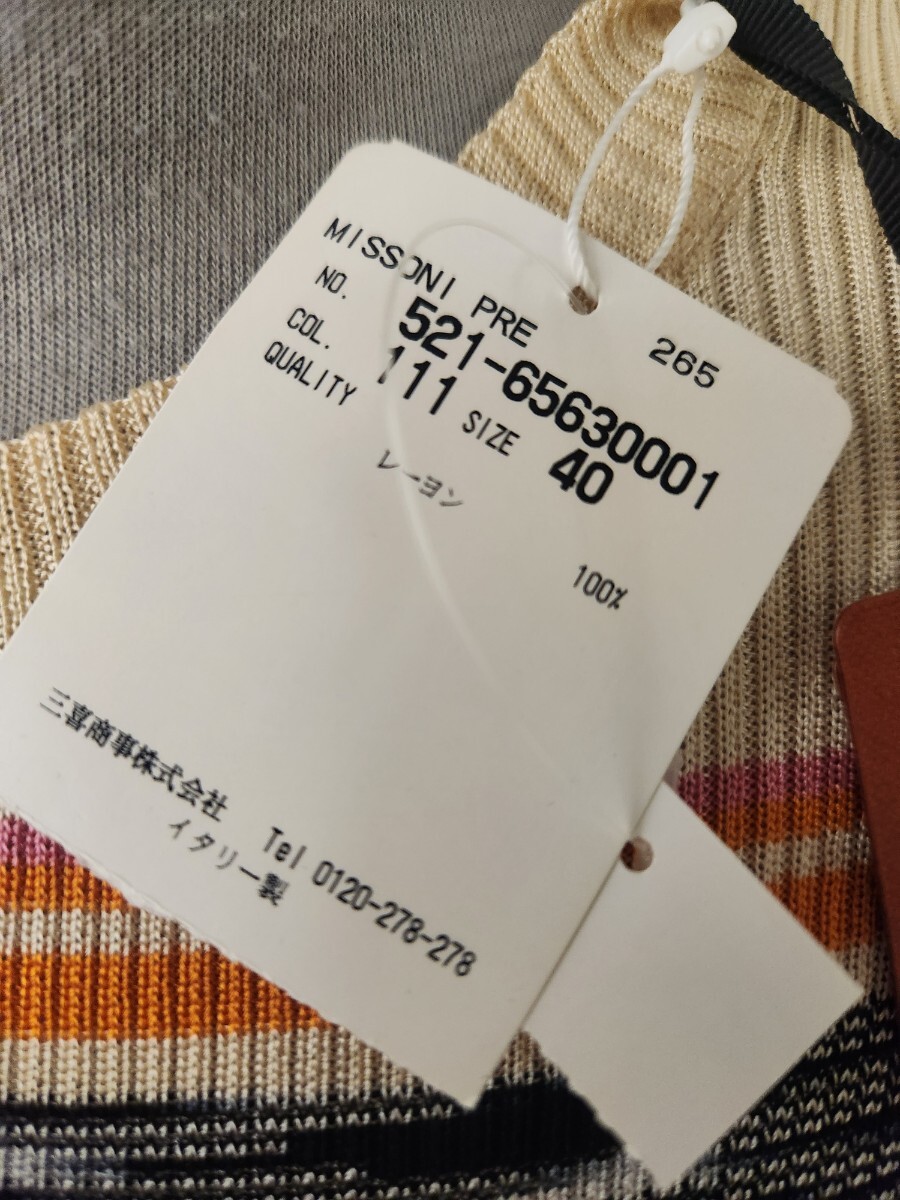 MISSONI PRE 265
NO. 521-65630001
COL. 111 SIZE 40
QUALITY
レーヨン 100%
三喜商事株式会社 Tel 0120-278-278
イタリー製